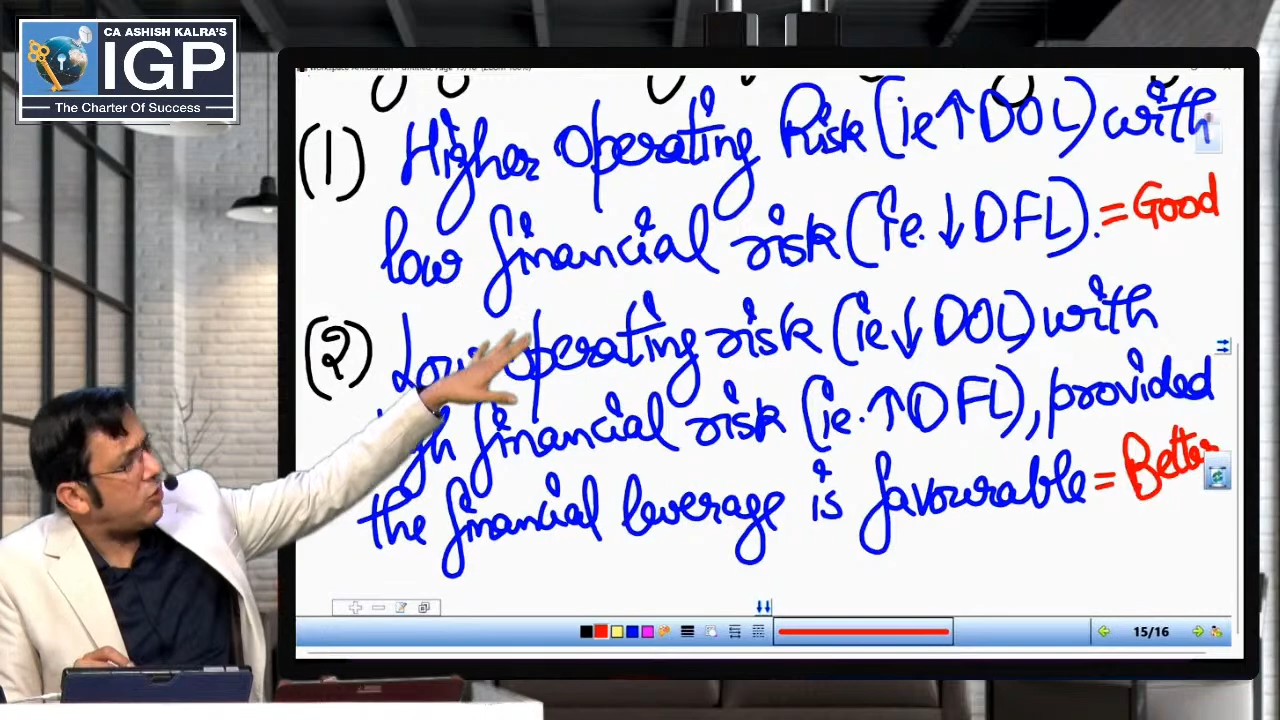 CA ASHISH KALRA'S
IGP
The Charter Of Success
(1) Higher Operating Risk (ie ↑ DOL) with
low financial risk (ie. ↓ DFL). = Good
(2) Low operating risk (ie ↓ DOL) with
financial risk (ie. ↑ DFL), provided
the financial leverage is favourable = Better
15/16